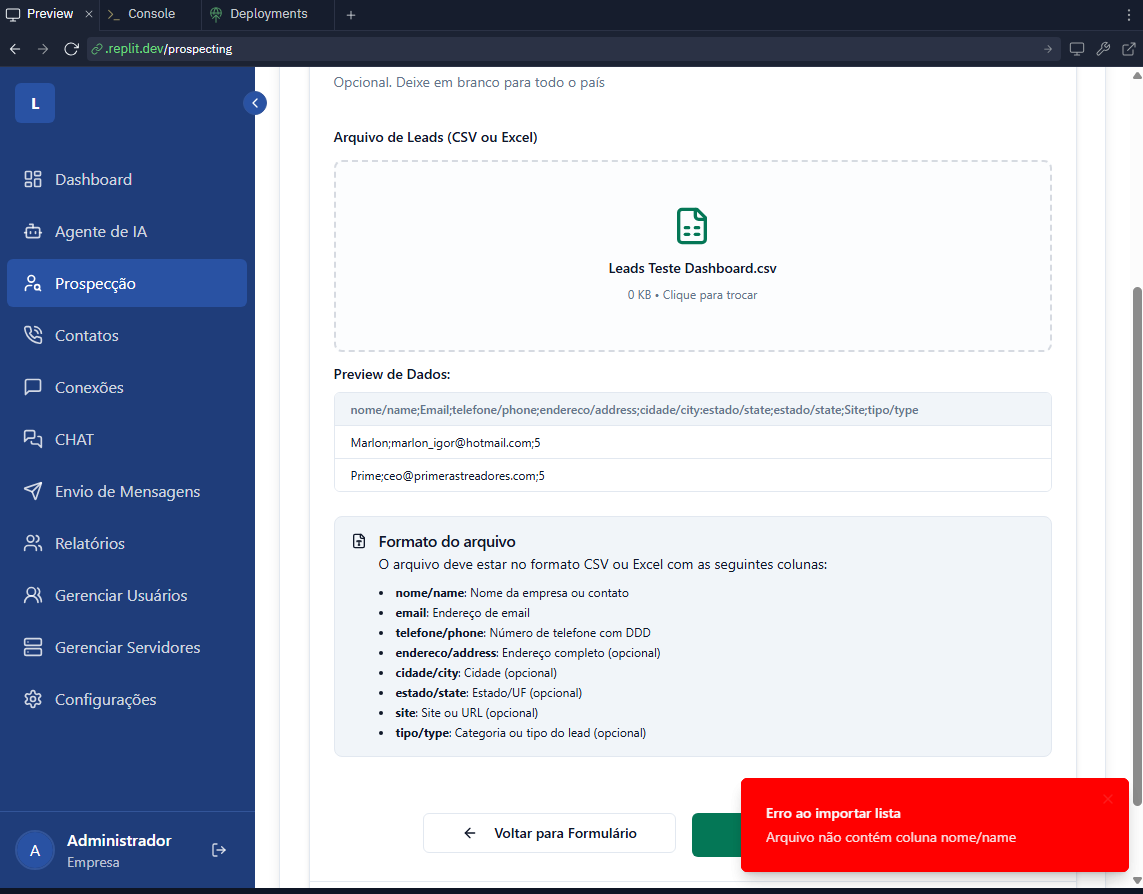 Preview
Console
Deployments
.replit.dev/prospecting
L
Dashboard
Agente de IA
Prospecção
Contatos
Conexões
CHAT
Envio de Mensagens
Relatórios
Gerenciar Usuários
Gerenciar Servidores
Configurações
A
Administrador
Empresa
Opcional. Deixe em branco para todo o país
Arquivo de Leads (CSV ou Excel)
Leads Teste Dashboard.csv
0 KB • Clique para trocar
Preview de Dados:
nome/name;Email;telefone/phone;endereco/address;cidade/city:estado/state;estado/state;Site;tipo/type
Marlon;marlon_igor@hotmail.com;5
Prime;ceo@primerastreadores.com;5
Formato do arquivo
O arquivo deve estar no formato CSV ou Excel com as seguintes colunas:
• nome/name: Nome da empresa ou contato
• email: Endereço de email
• telefone/phone: Número de telefone com DDD
• endereco/address: Endereço completo (opcional)
• cidade/city: Cidade (opcional)
• estado/state: Estado/UF (opcional)
• site: Site ou URL (opcional)
• tipo/type: Categoria ou tipo do lead (opcional)
Voltar para Formulário
Erro ao importar lista
Arquivo não contém coluna nome/name